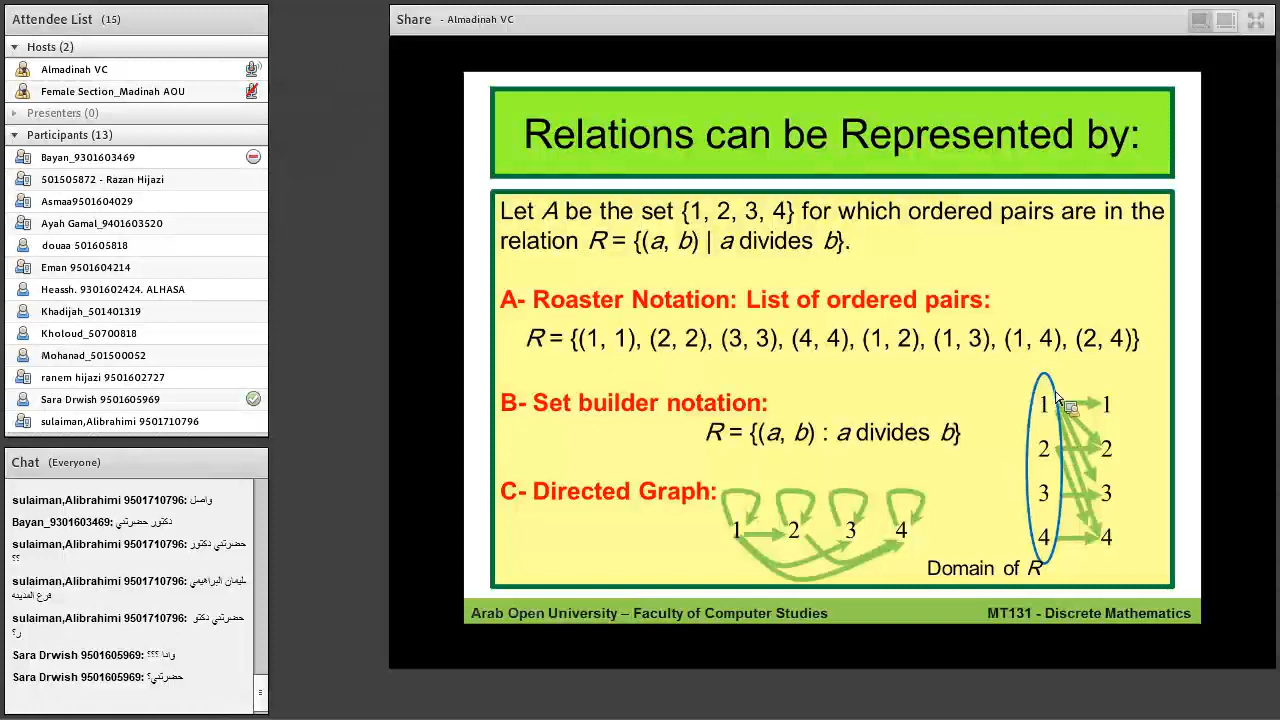 Attendee List (15)
Hosts (2)
Almadinah VC
Female Section_Madinah AOU
Presenters (0)
Participants (13)
Bayan_9301603469
501505872 - Razan Hijazi
Asmaa9501604029
Ayah Gamal_9401603520
douaa 501605818
Eman 9501604214
Heassh. 9301602424. ALHASA
Khadijah_501401319
Kholoud_50700818
Mohanad_501500052
ranem hijazi 9501602727
Sara Drwish 9501605969
sulaiman,Alibrahimi 9501710796
Chat (Everyone)
sulaiman,Alibrahimi 9501710796: واصل
Bayan_9301603469: دكتور حضرتني
sulaiman,Alibrahimi 9501710796: حضرتني دكتور
؟؟
sulaiman,Alibrahimi 9501710796: سليمان البراهيمي
فرع المدينه
sulaiman,Alibrahimi 9501710796: حضرتني دكتو
ر؟
Sara Drwish 9501605969: وانا ؟؟؟
Sara Drwish 9501605969: حضرتني؟
Share - Almadinah VC
Relations can be Represented by:
Let A be the set {1, 2, 3, 4} for which ordered pairs are in the
relation R = {(a, b) | a divides b}.
A- Roaster Notation: List of ordered pairs:
R = {(1, 1), (2, 2), (3, 3), (4, 4), (1, 2), (1, 3), (1, 4), (2, 4)}
B- Set builder notation:
R = {(a, b) : a divides b}
C- Directed Graph:
1 2 3 4
1 1
2 2
3 3
4 4
Domain of R
Arab Open University – Faculty of Computer Studies MT131 - Discrete Mathematics